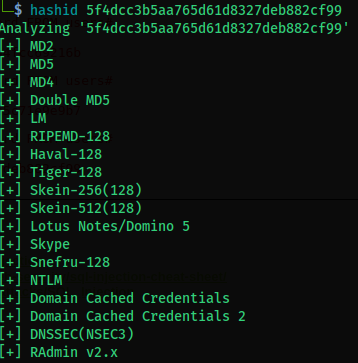 $ hashid 5f4dcc3b5aa765d61d8327deb882cf99
Analyzing '5f4dcc3b5aa765d61d8327deb882cf99'
[+] MD2
[+] MD5
[+] MD4
[+] Double MD5
[+] LM
[+] RIPEMD-128
[+] Haval-128
[+] Tiger-128
[+] Skein-256(128)
[+] Skein-512(128)
[+] Lotus Notes/Domino 5
[+] Skype
[+] Snefru-128
[+] NTLM
[+] Domain Cached Credentials
[+] Domain Cached Credentials 2
[+] DNSSEC(NSEC3)
[+] RAdmin v2.x